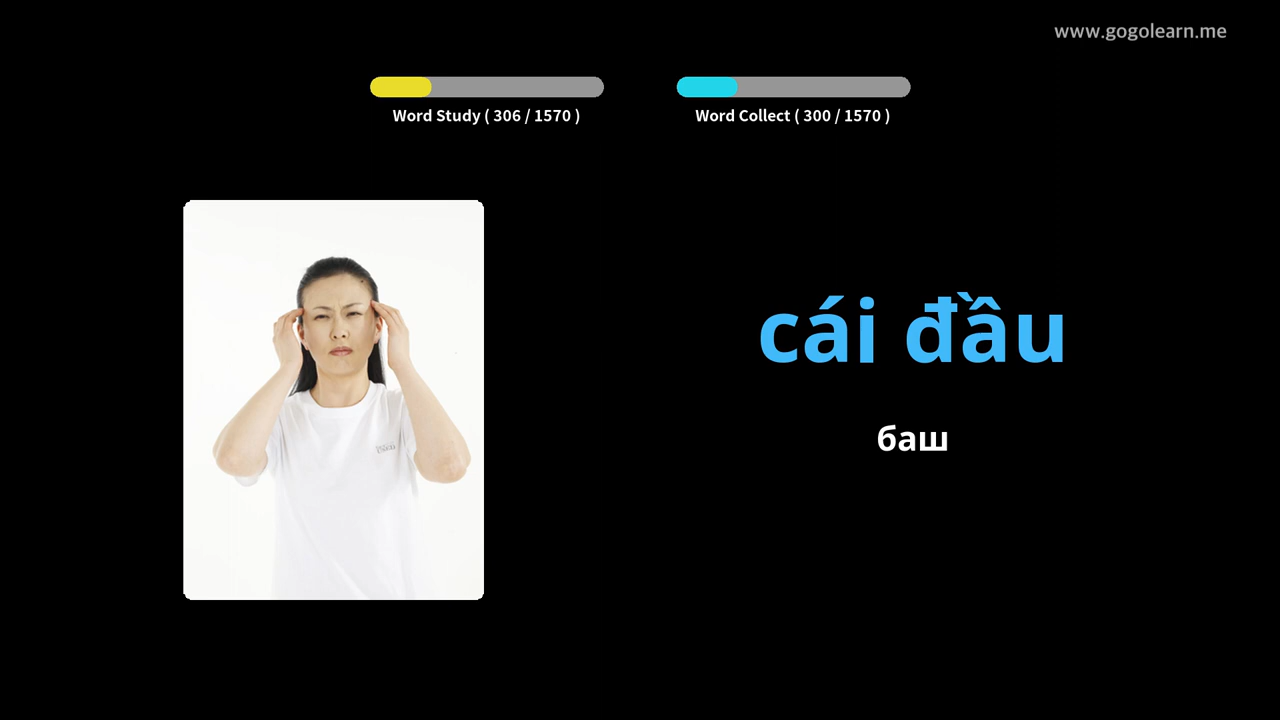 www.gogolearn.me
Word Study ( 306 / 1570 )
Word Collect ( 300 / 1570 )
cái đầu
баш